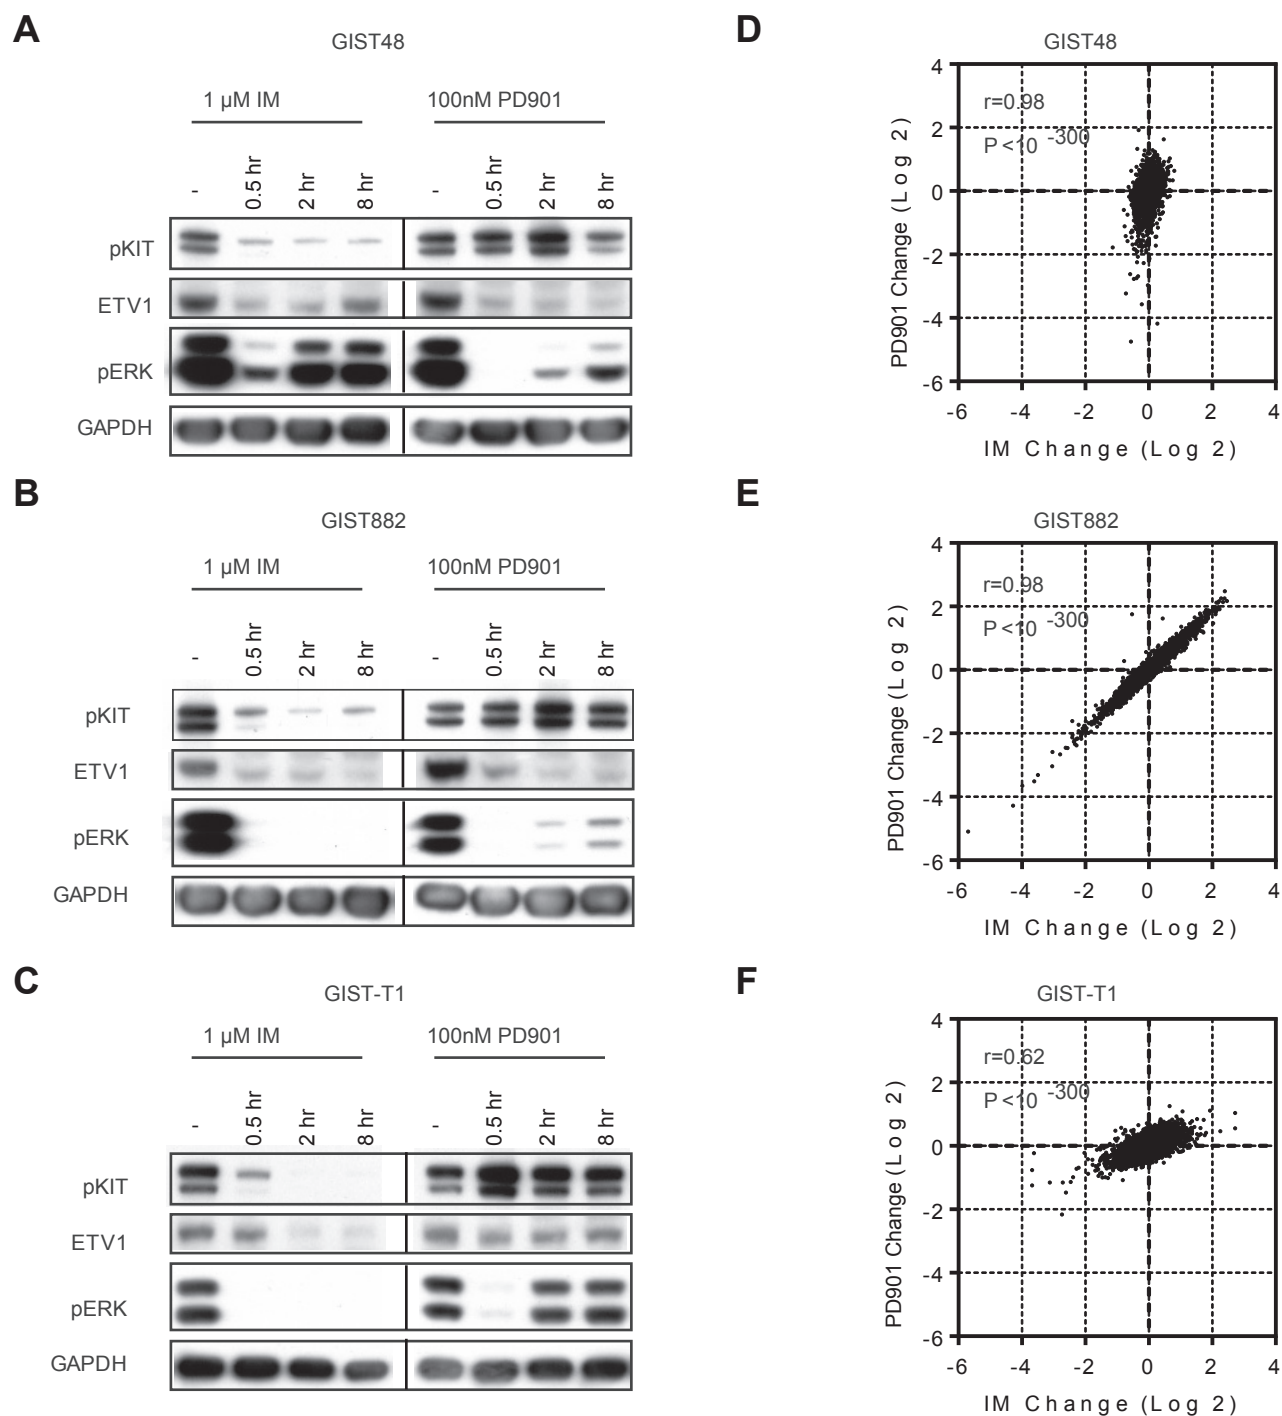 A
GIST48
1 µM IM
100nM PD901
-
0.5 hr
2 hr
8 hr
-
0.5 hr
2 hr
8 hr
pKIT
ETV1
pERK
GAPDH
B
GIST882
1 µM IM
100nM PD901
-
0.5 hr
2 hr
8 hr
-
0.5 hr
2 hr
8 hr
pKIT
ETV1
pERK
GAPDH
C
GIST-T1
1 µM IM
100nM PD901
-
0.5 hr
2 hr
8 hr
-
0.5 hr
2 hr
8 hr
pKIT
ETV1
pERK
GAPDH
D
GIST48
PD901 Change (Log 2)
4
2
0
-2
-4
-6
r=0.98
P<10 -300
-6 -4 -2 0 2 4
IM Change (Log 2)
E
GIST882
PD901 Change (Log 2)
4
2
0
-2
-4
-6
r=0.98
P<10 -300
-6 -4 -2 0 2 4
IM Change (Log 2)
F
GIST-T1
PD901 Change (Log 2)
4
2
0
-2
-4
-6
r=0.62
P<10 -300
-6 -4 -2 0 2 4
IM Change (Log 2)